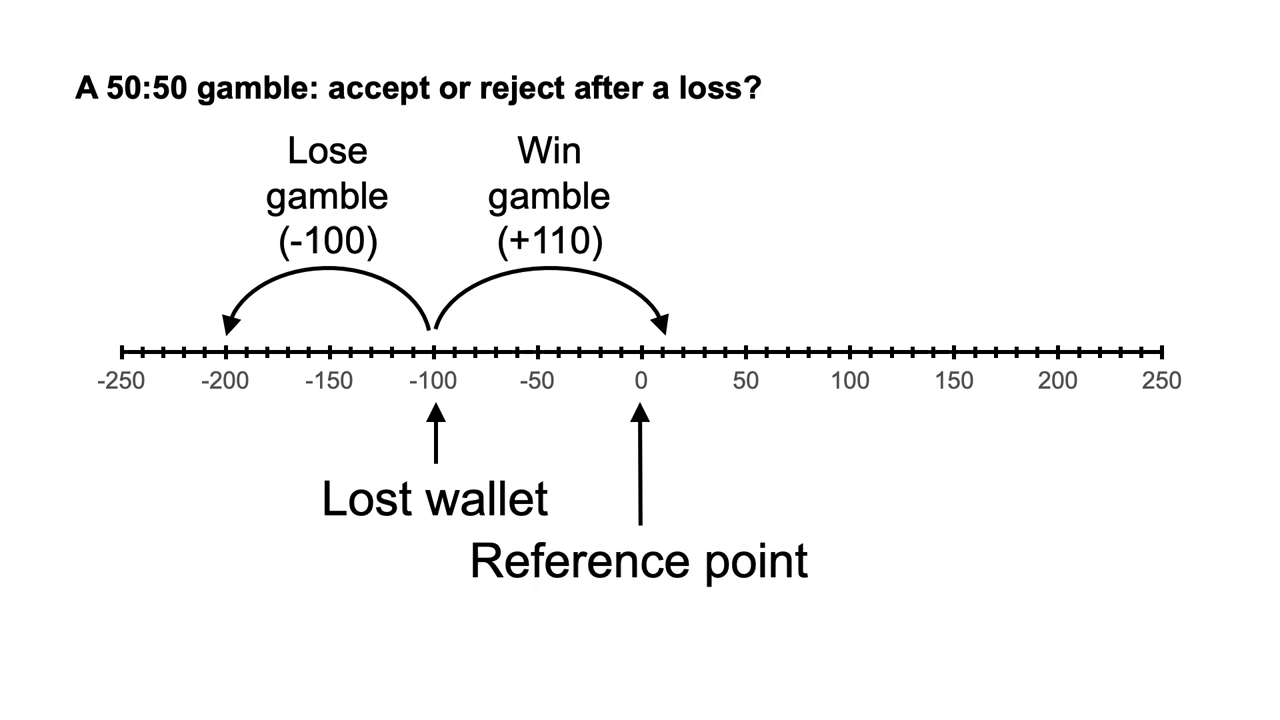 A 50:50 gamble: accept or reject after a loss?
Lose
gamble
(-100)
Win
gamble
(+110)
-250 -200 -150 -100 -50 0 50 100 150 200 250
Lost wallet
Reference point